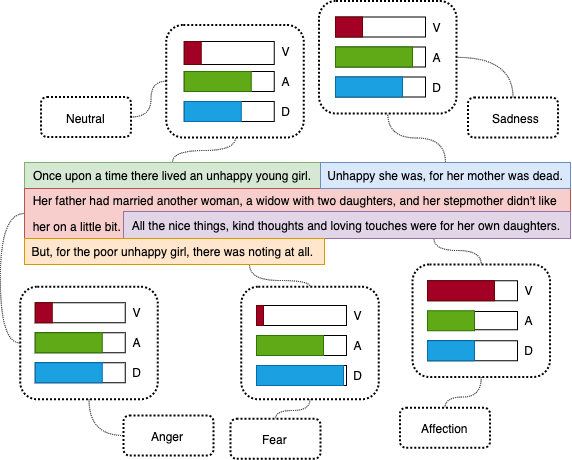 V
A
D
V
A
D
Neutral
Sadness
Once upon a time there lived an unhappy young girl.
Unhappy she was, for her mother was dead.
Her father had married another woman, a widow with two daughters, and her stepmother didn't like
her on a little bit.
All the nice things, kind thoughts and loving touches were for her own daughters.
But, for the poor unhappy girl, there was noting at all.
V
A
D
V
A
D
V
A
D
Anger
Fear
Affection